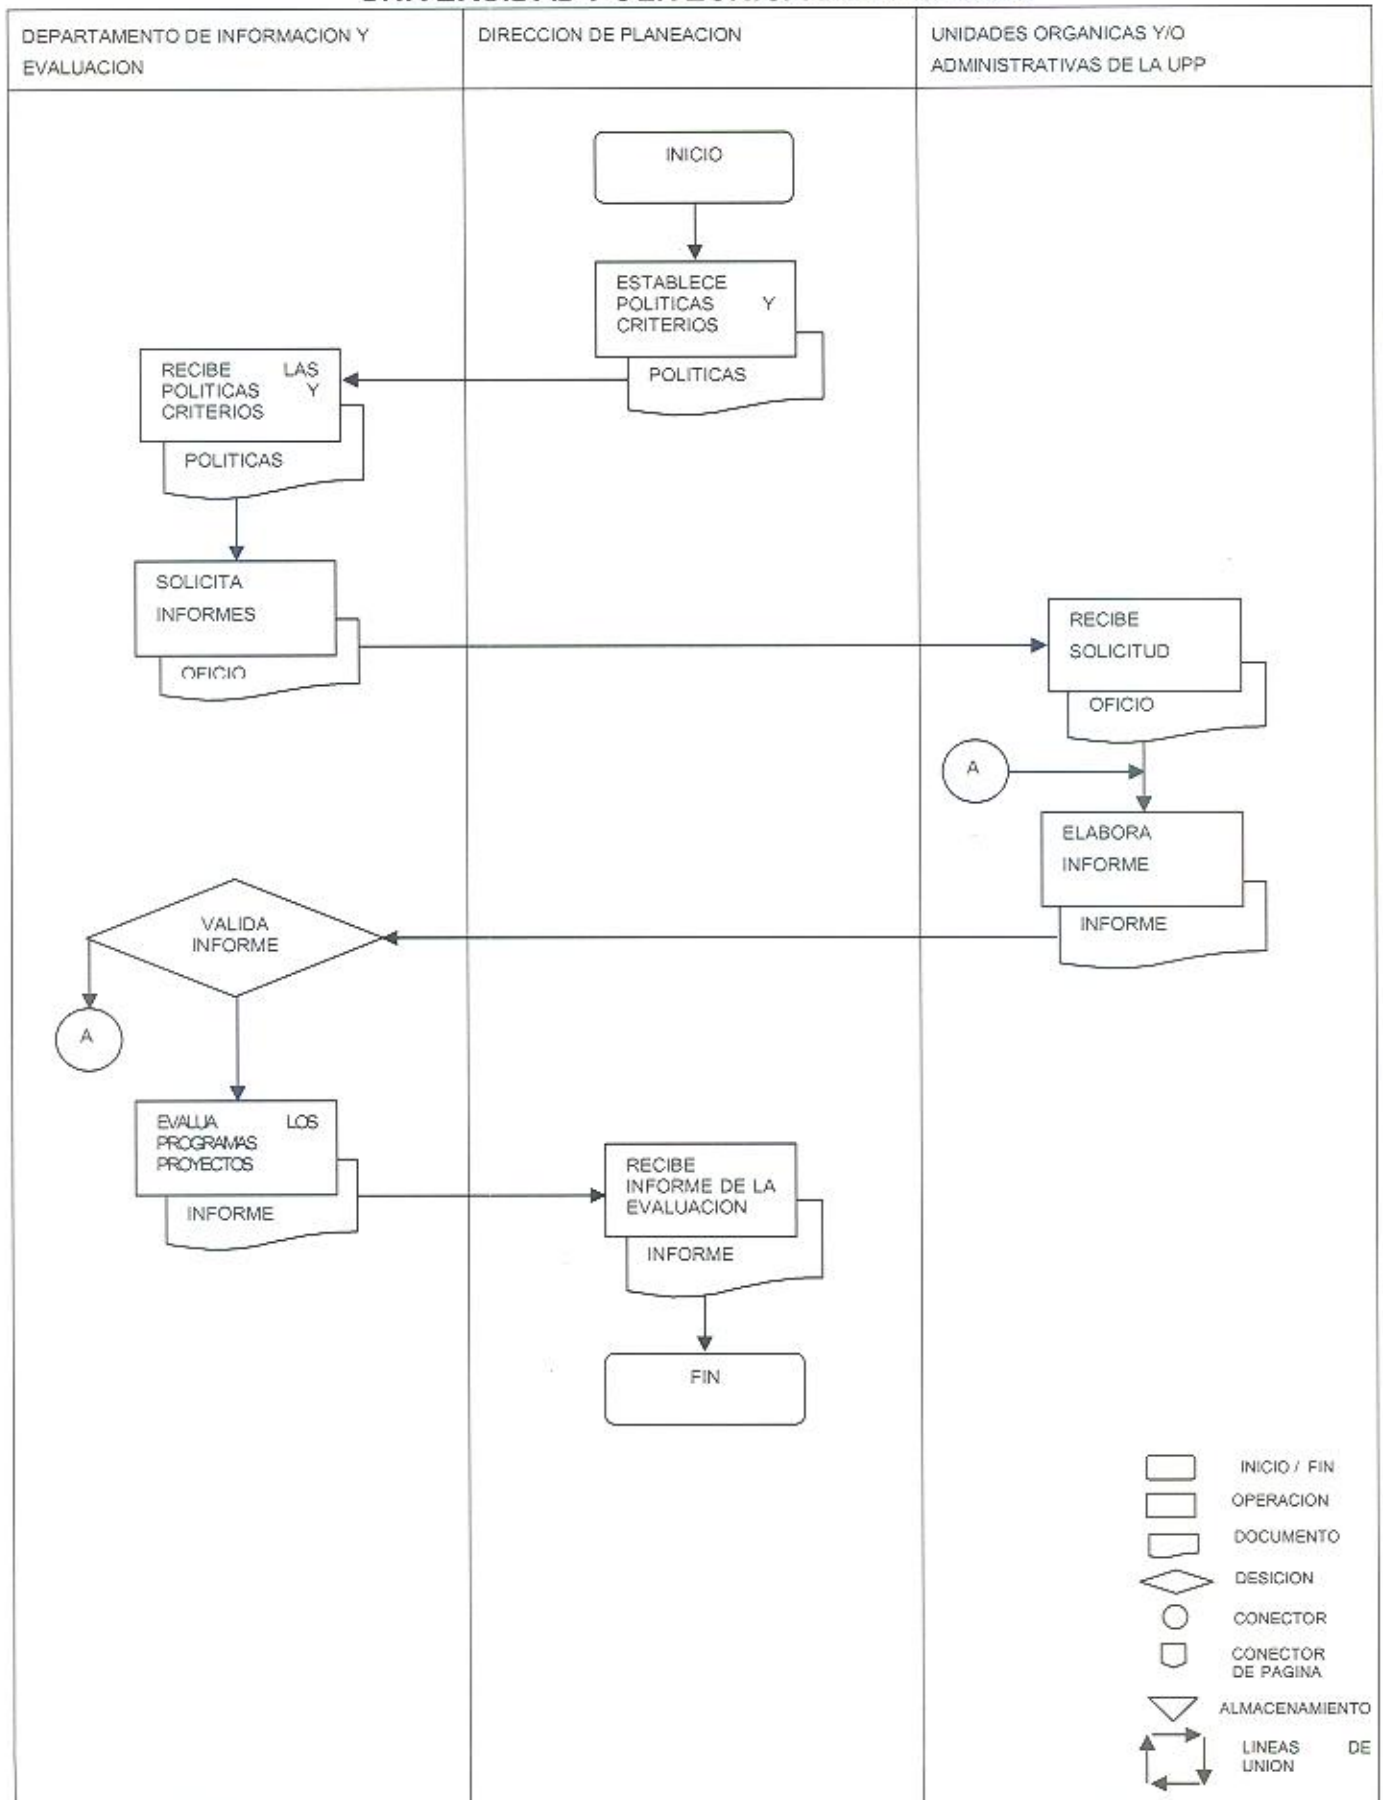 DEPARTAMENTO DE INFORMACION Y
EVALUACION
DIRECCION DE PLANEACION
UNIDADES ORGANICAS Y/O
ADMINISTRATIVAS DE LA UPP
INICIO
ESTABLECE
POLITICAS Y
CRITERIOS
POLITICAS
RECIBE LAS
POLITICAS Y
CRITERIOS
POLITICAS
SOLICITA
INFORMES
OFICIO
RECIBE
SOLICITUD
OFICIO
A
ELABORA
INFORME
INFORME
VALIDA
INFORME
A
EVALUA LOS
PROGRAMAS
PROYECTOS
INFORME
RECIBE
INFORME DE LA
EVALUACION
INFORME
FIN
INICIO / FIN
OPERACION
DOCUMENTO
DESICION
CONECTOR
CONECTOR
DE PAGINA
ALMACENAMIENTO
LINEAS DE
UNION